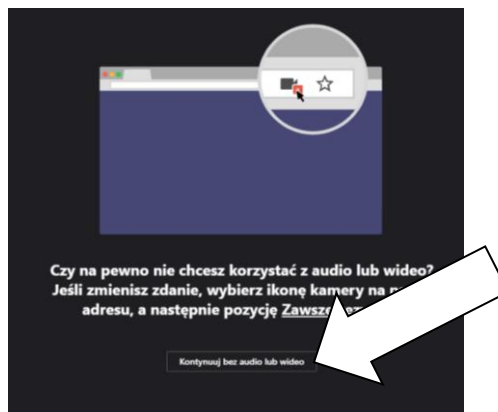 Czy na pewno nie chcesz korzystać z audio lub wideo?
Jeśli zmienisz zdanie, wybierz ikonę kamery na
adresu, a następnie pozycję Zawsze
Kontynuuj bez audio lub wideo